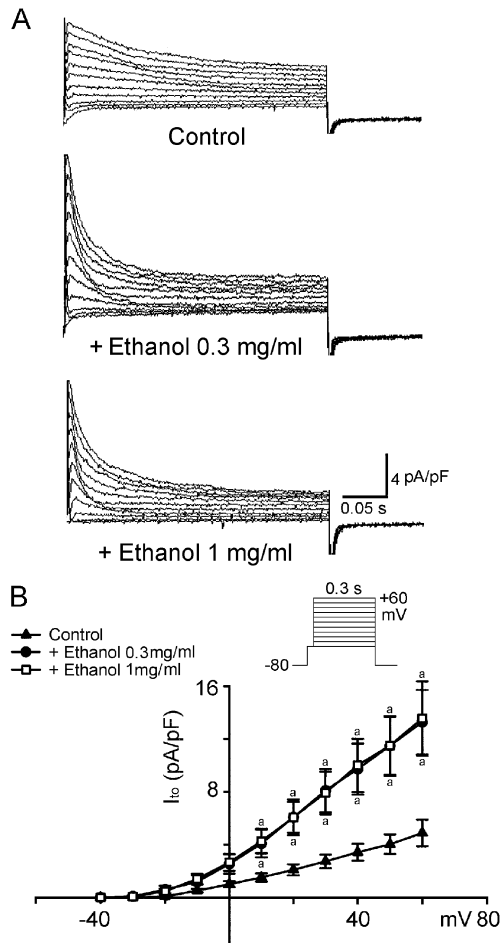 A
Control
+ Ethanol 0.3 mg/ml
4 pA/pF
0.05 s
+ Ethanol 1 mg/ml
B
0.3 s
+60
mV
-80
Control
+ Ethanol 0.3mg/ml
+ Ethanol 1mg/ml
16
Ito (pA/pF)
8
a a a a a a
a a a a a a
-40 40 mV 80